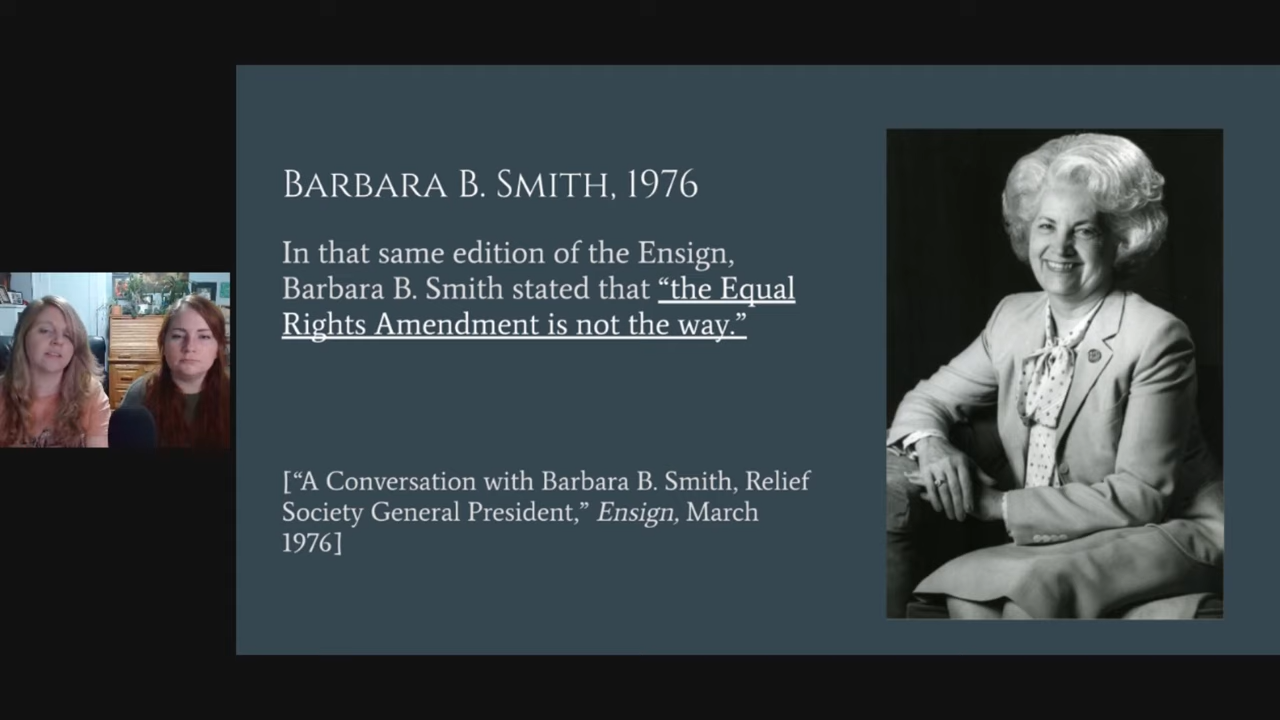 Barbara B. Smith, 1976
In that same edition of the Ensign,
Barbara B. Smith stated that “the Equal
Rights Amendment is not the way.”
[“A Conversation with Barbara B. Smith, Relief
Society General President,” Ensign, March
1976]